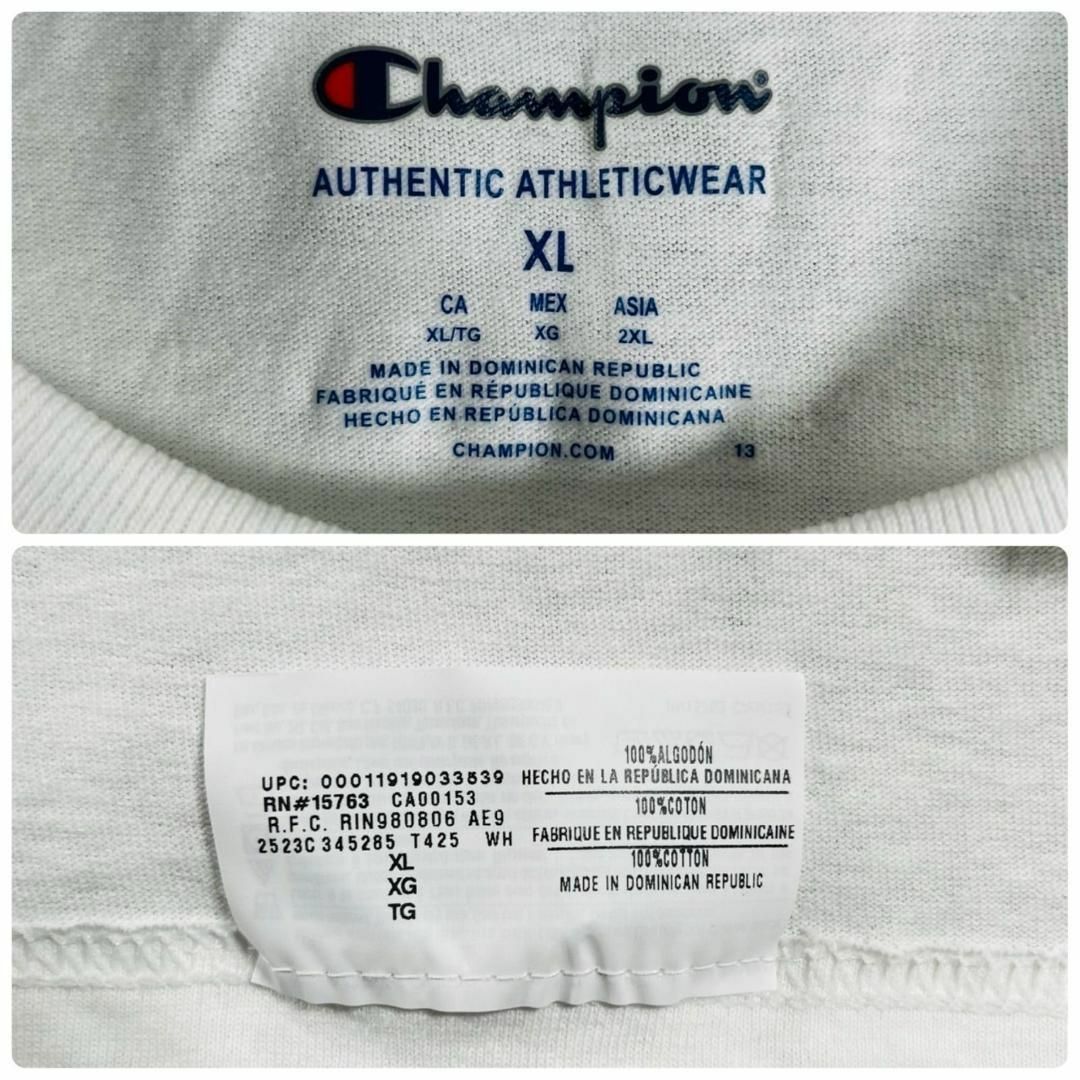 Champion®
AUTHENTIC ATHLETICWEAR
XL
CA MEX ASIA
XL/TG XG 2XL
MADE IN DOMINICAN REPUBLIC
FABRIQUÉ EN RÉPUBLIQUE DOMINICAINE
HECHO EN REPÚBLICA DOMINICANA
CHAMPION.COM 13
UPC: 00011919033539
RN#15763 CA00153
R.F.C. RIN980806 AE9
2523C 345285 T425 WH
XL
XG
TG
100%ALGODÓN
HECHO EN LA REPÚBLICA DOMINICANA
100%COTON
FABRIQUE EN REPUBLIQUE DOMINICAINE
100%COTTON
MADE IN DOMINICAN REPUBLIC